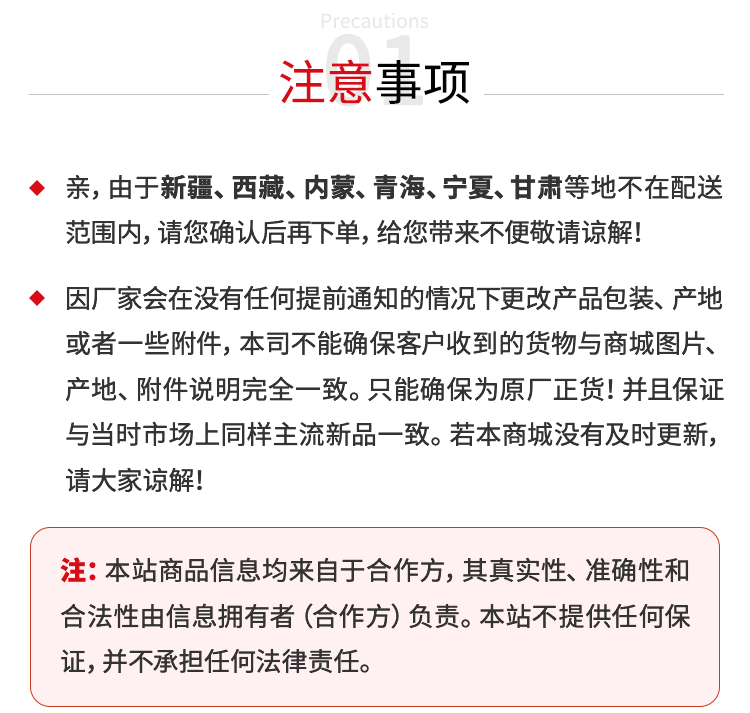 Precautions
01
注意事项
亲，由于新疆、西藏、内蒙、青海、宁夏、甘肃等地不在配送
范围内，请您确认后再下单，给您带来不便敬请谅解！
因厂家会在没有任何提前通知的情况下更改产品包装、产地
或者一些附件，本司不能确保客户收到的货物与商城图片、
产地、附件说明完全一致。只能确保为原厂正货！并且保证
与当时市场上同样主流新品一致。若本商城没有及时更新，
请大家谅解！
注：本站商品信息均来自于合作方，其真实性、准确性和
合法性由信息拥有者（合作方）负责。本站不提供任何保
证，并不承担任何法律责任。